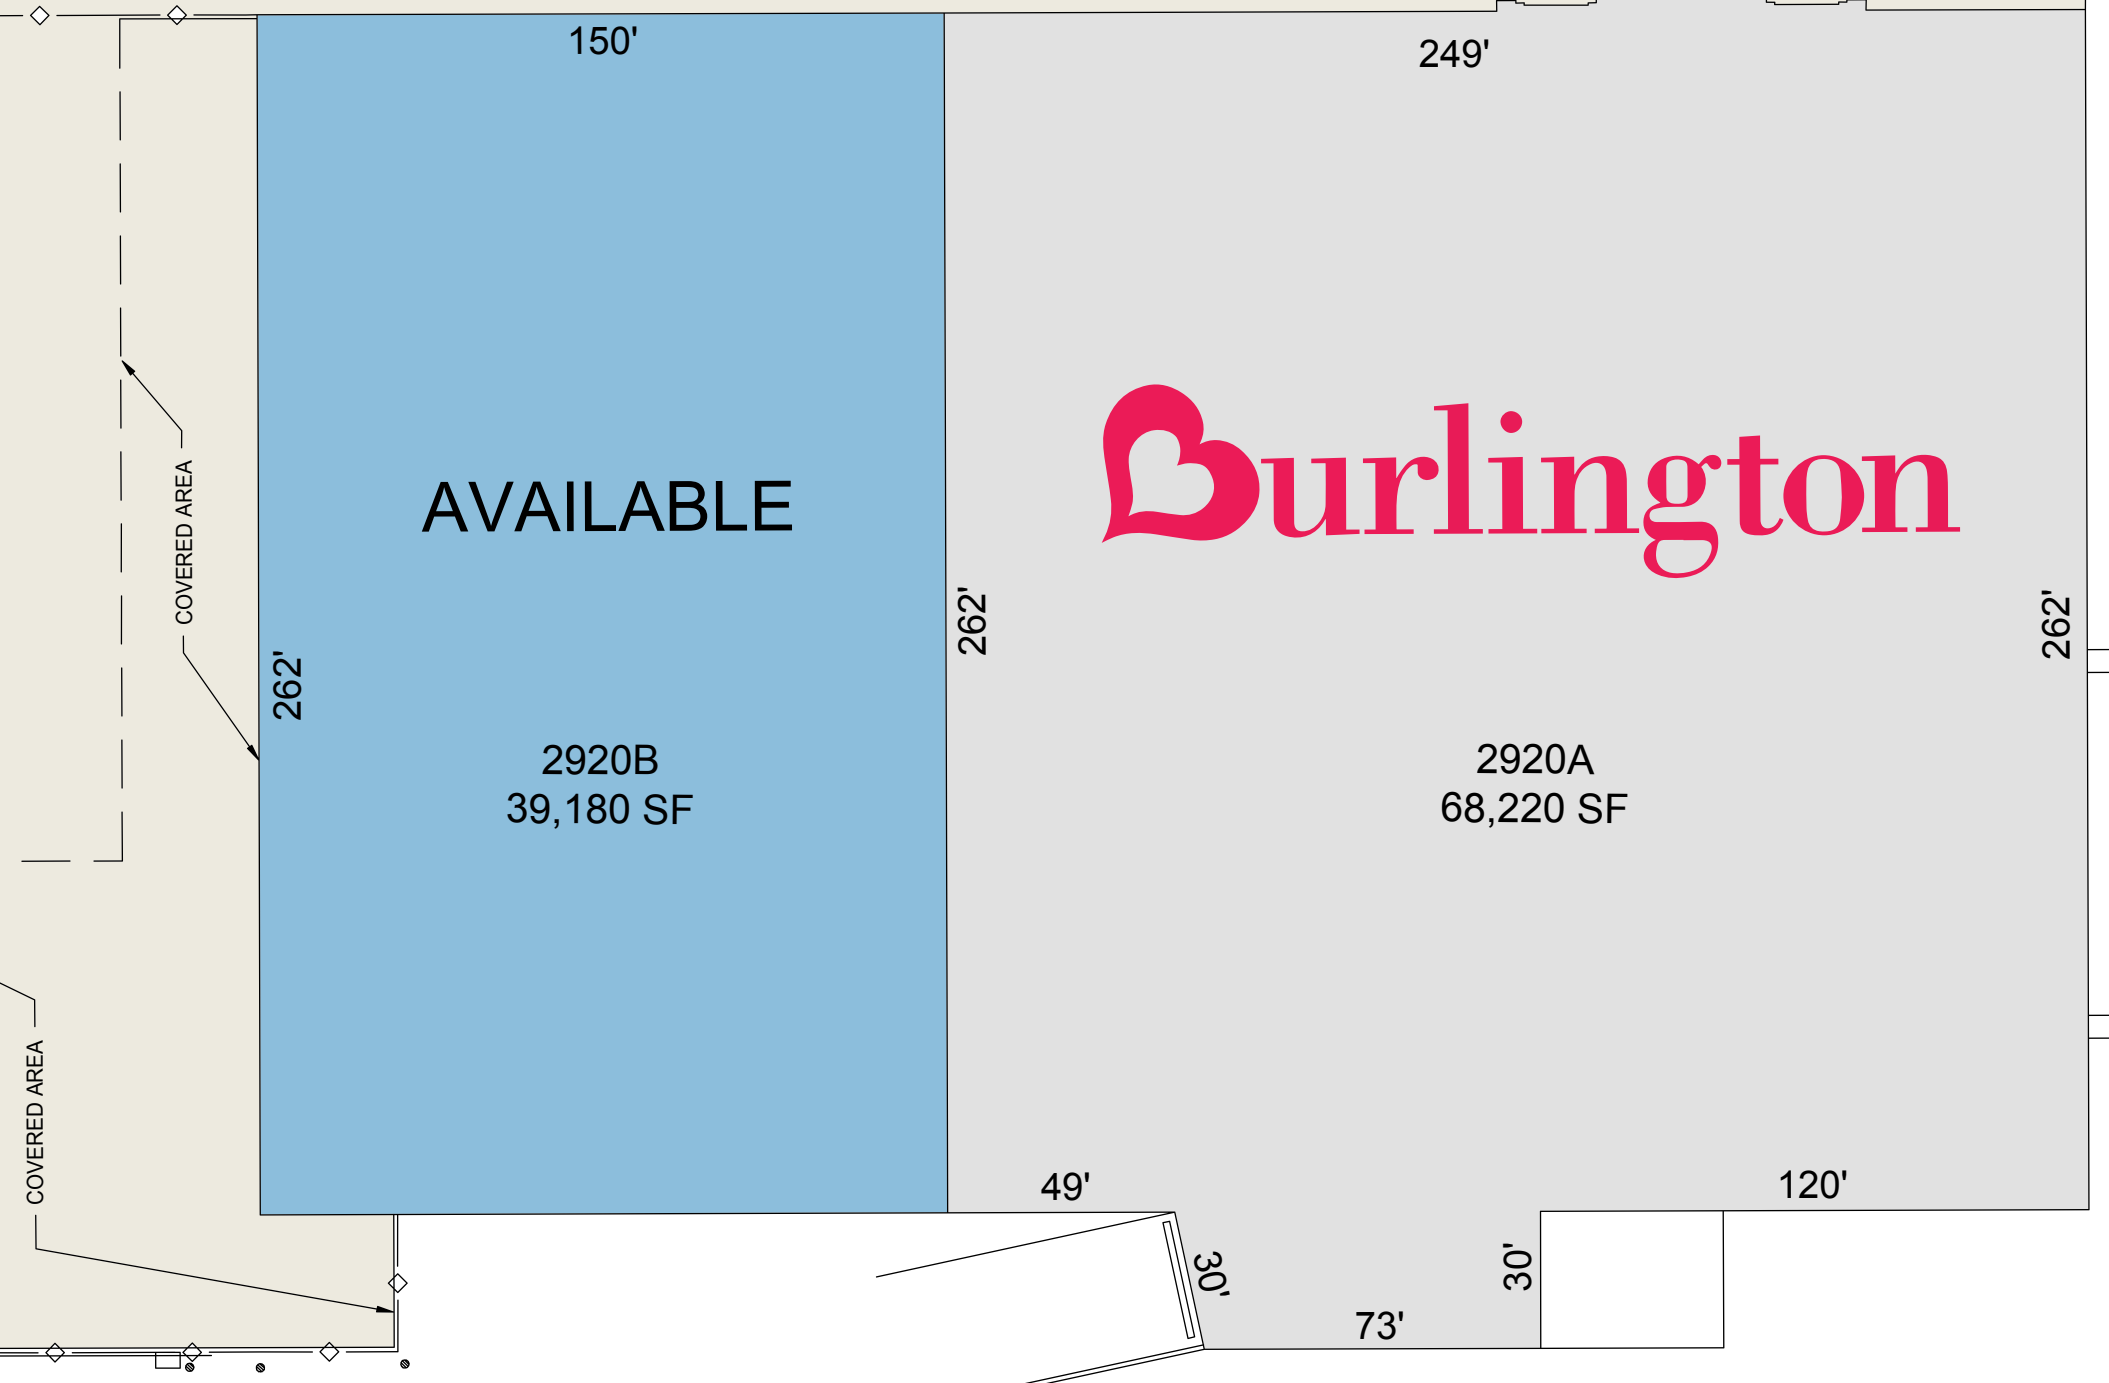 150'
249'
COVERED AREA
AVAILABLE
Burlington
262'
262'
262'
2920B
39,180 SF
2920A
68,220 SF
COVERED AREA
49'
120'
30'
30'
73'